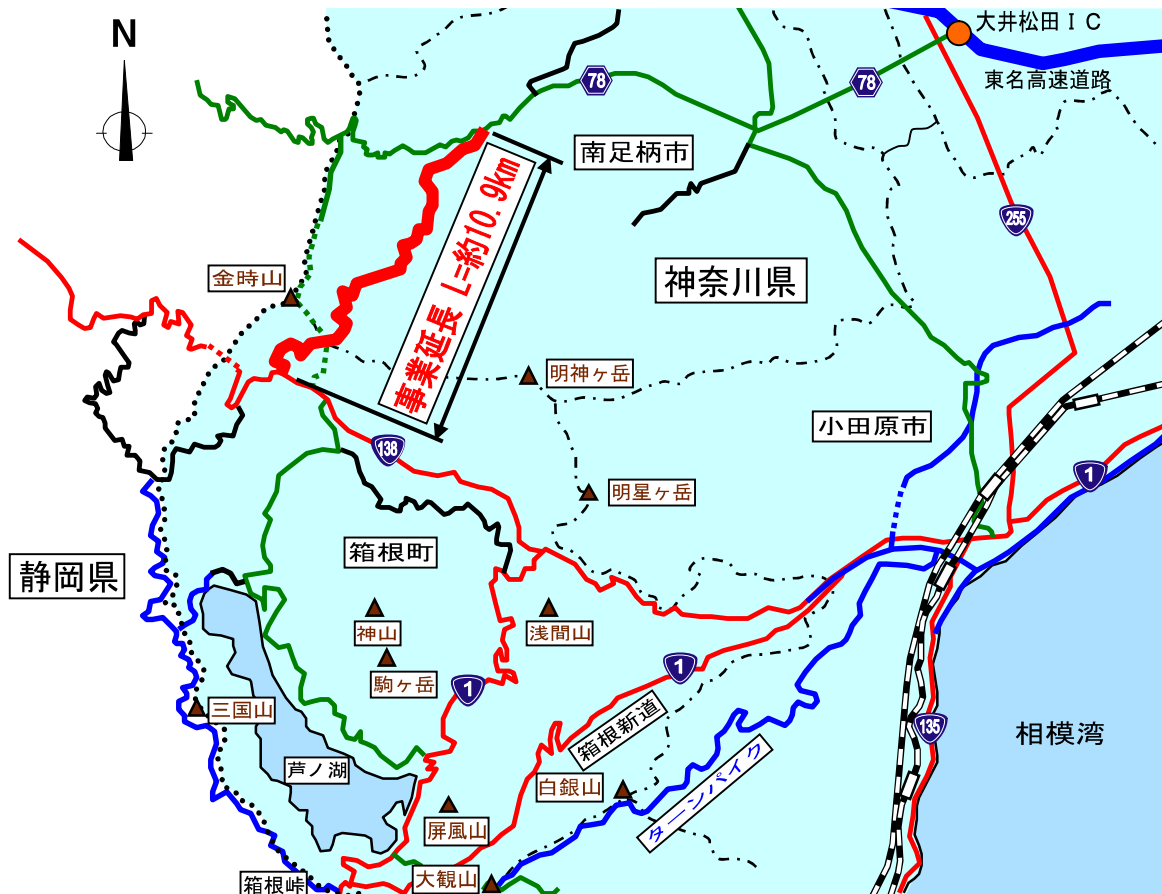 N
大井松田ＩＣ
東名高速道路
78
78
南足柄市
255
神奈川県
金時山
事業延長 L=約10.9km
明神ヶ岳
小田原市
138
1
明星ヶ岳
箱根町
静岡県
神山
浅間山
駒ヶ岳
1
1
三国山
箱根新道
135
相模湾
芦ノ湖
白銀山
ターンパイク
屏風山
大観山
箱根峠